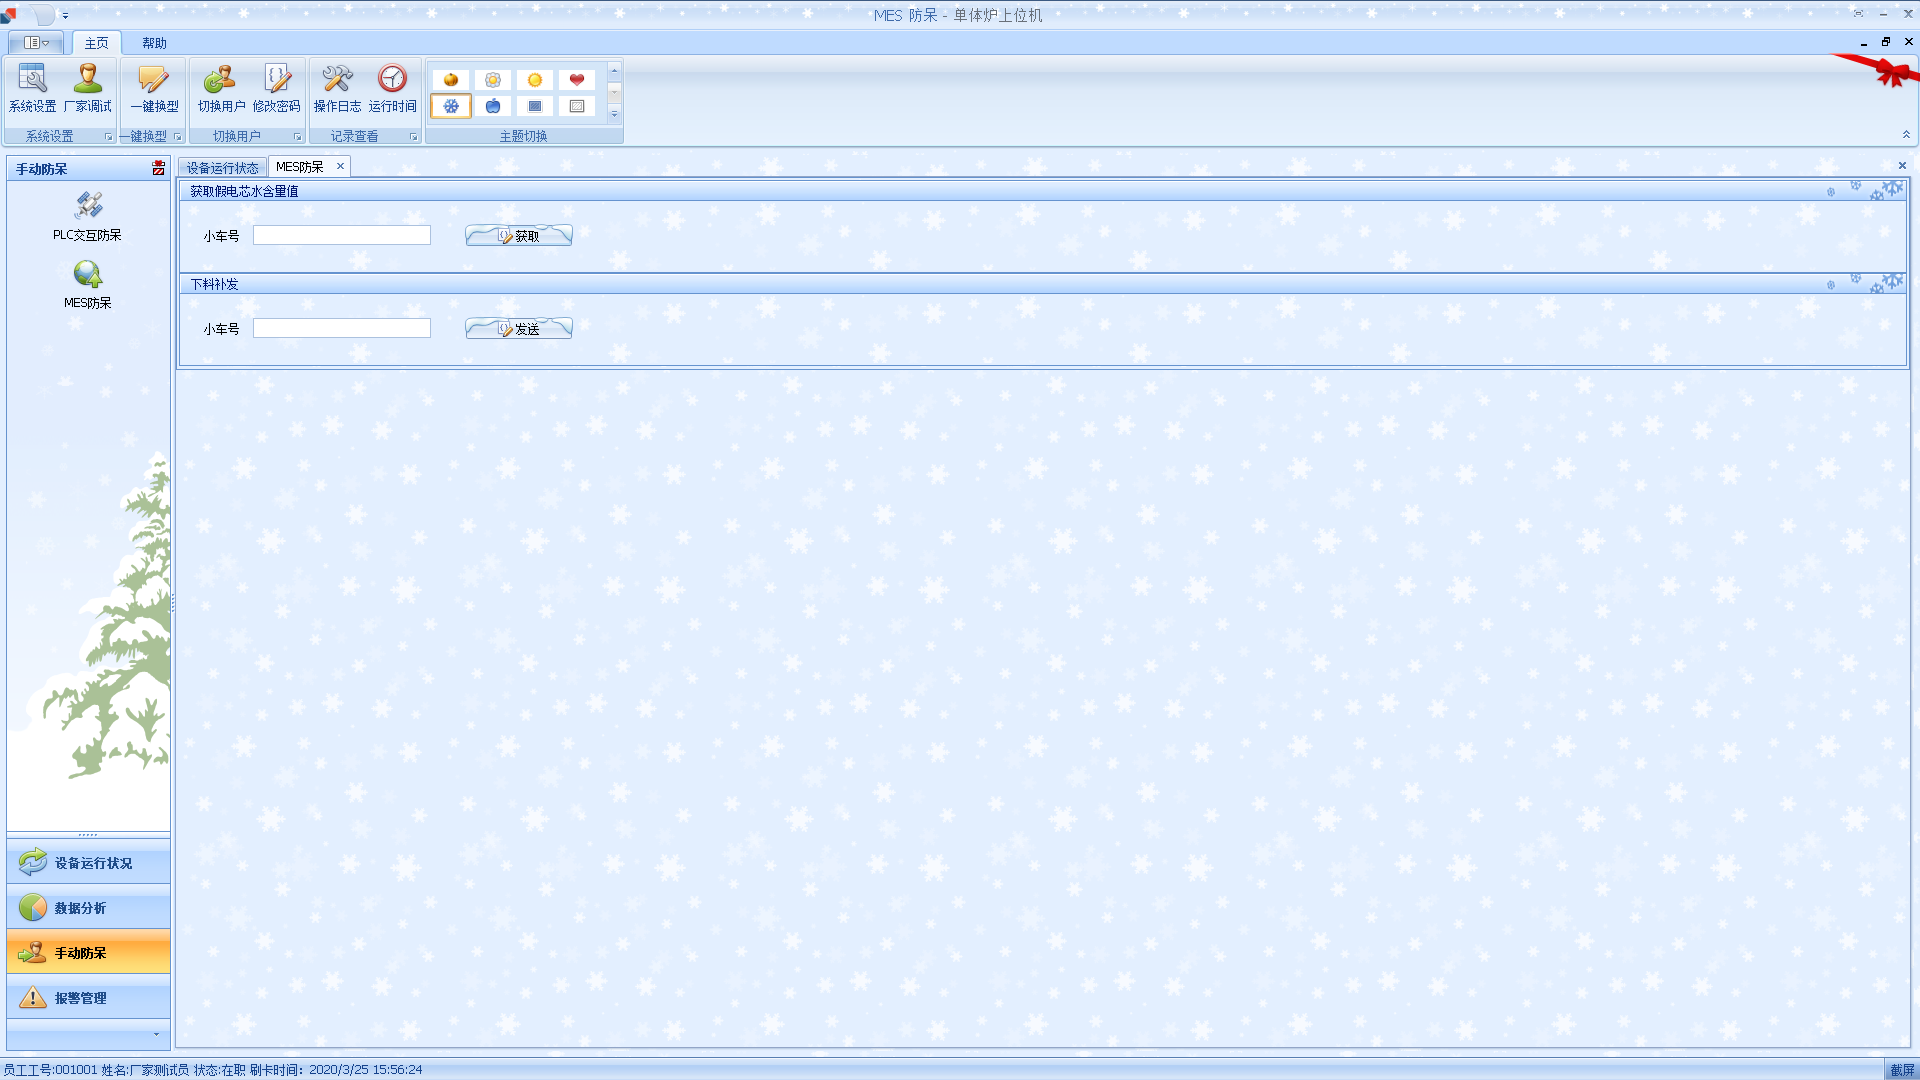 MES 防呆 - 单体炉上位机
主页 帮助
系统设置 厂家调试 一键换型 切换用户 修改密码 操作日志 运行时间
系统设置 一键换型 切换用户 记录查看 主题切换
手动防呆
PLC交互防呆
MES防呆
设备运行状态 MES防呆
获取假电芯水含量值
小车号 获取
下料补发
小车号 发送
设备运行状况
数据分析
手动防呆
报警管理
员工工号:001001 姓名:厂家测试员 状态:在职 刷卡时间：2020/3/25 15:56:24
截屏